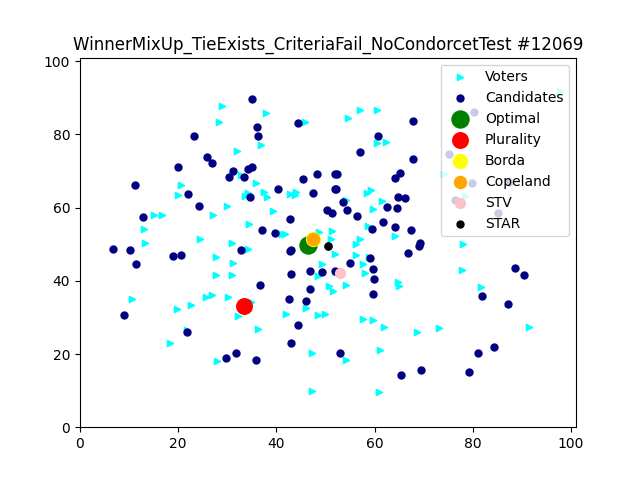 WinnerMixUp_TieExists_CriteriaFail_NoCondorcetTest #12069
100
80
60
40
20
0
0 20 40 60 80 100
Voters
Candidates
Optimal
Plurality
Borda
Copeland
STV
STAR